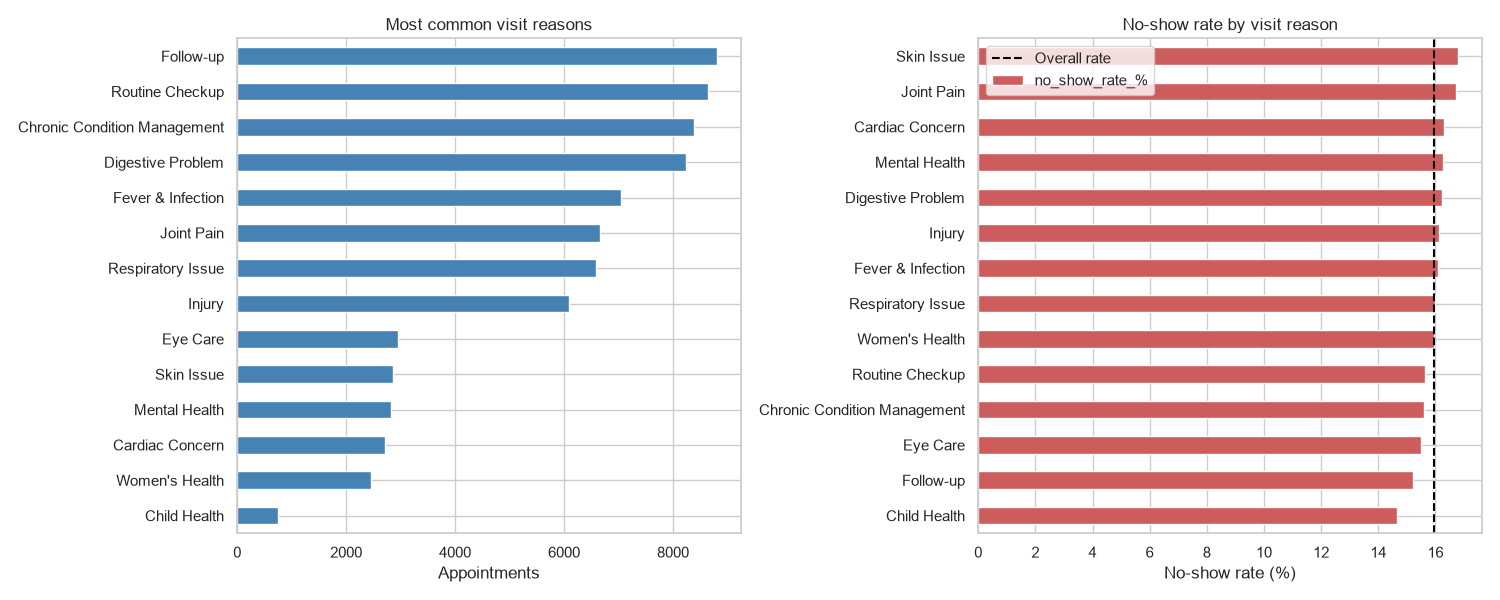 Most common visit reasons
Follow-up
Routine Checkup
Chronic Condition Management
Digestive Problem
Fever & Infection
Joint Pain
Respiratory Issue
Injury
Eye Care
Skin Issue
Mental Health
Cardiac Concern
Women's Health
Child Health
0 2000 4000 6000 8000
Appointments
No-show rate by visit reason
Overall rate
no_show_rate_%
Skin Issue
Joint Pain
Cardiac Concern
Mental Health
Digestive Problem
Injury
Fever & Infection
Respiratory Issue
Women's Health
Routine Checkup
Chronic Condition Management
Eye Care
Follow-up
Child Health
0 2 4 6 8 10 12 14 16
No-show rate (%)